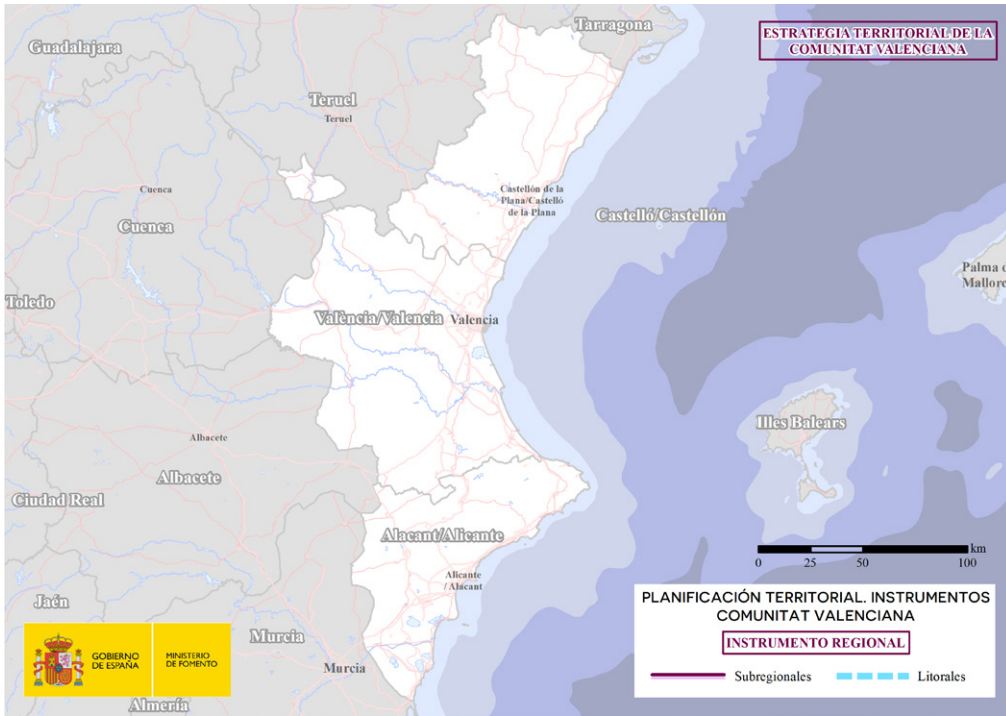 Tarragona
ESTRATEGIA TERRITORIAL DE LA
COMUNITAT VALENCIANA
Guadalajara
Teruel
Teruel
Cuenca
Castellón de la
Plana/Castelló
de la Plana
Castelló/Castellón
Cuenca
Palma d
Mallorc
Toledo
València/Valencia
Valencia
Illes Balears
Albacete
Albacete
Ciudad Real
Alacant/Alicante
km
0 25 50 100
Alicante
/ Alacant
PLANIFICACIÓN TERRITORIAL. INSTRUMENTOS
COMUNITAT VALENCIANA
INSTRUMENTO REGIONAL
Subregionales
Litorales
Jaén
Murcia
Murcia
GOBIERNO
DE ESPAÑA
MINISTERIO
DE FOMENTO
Almería